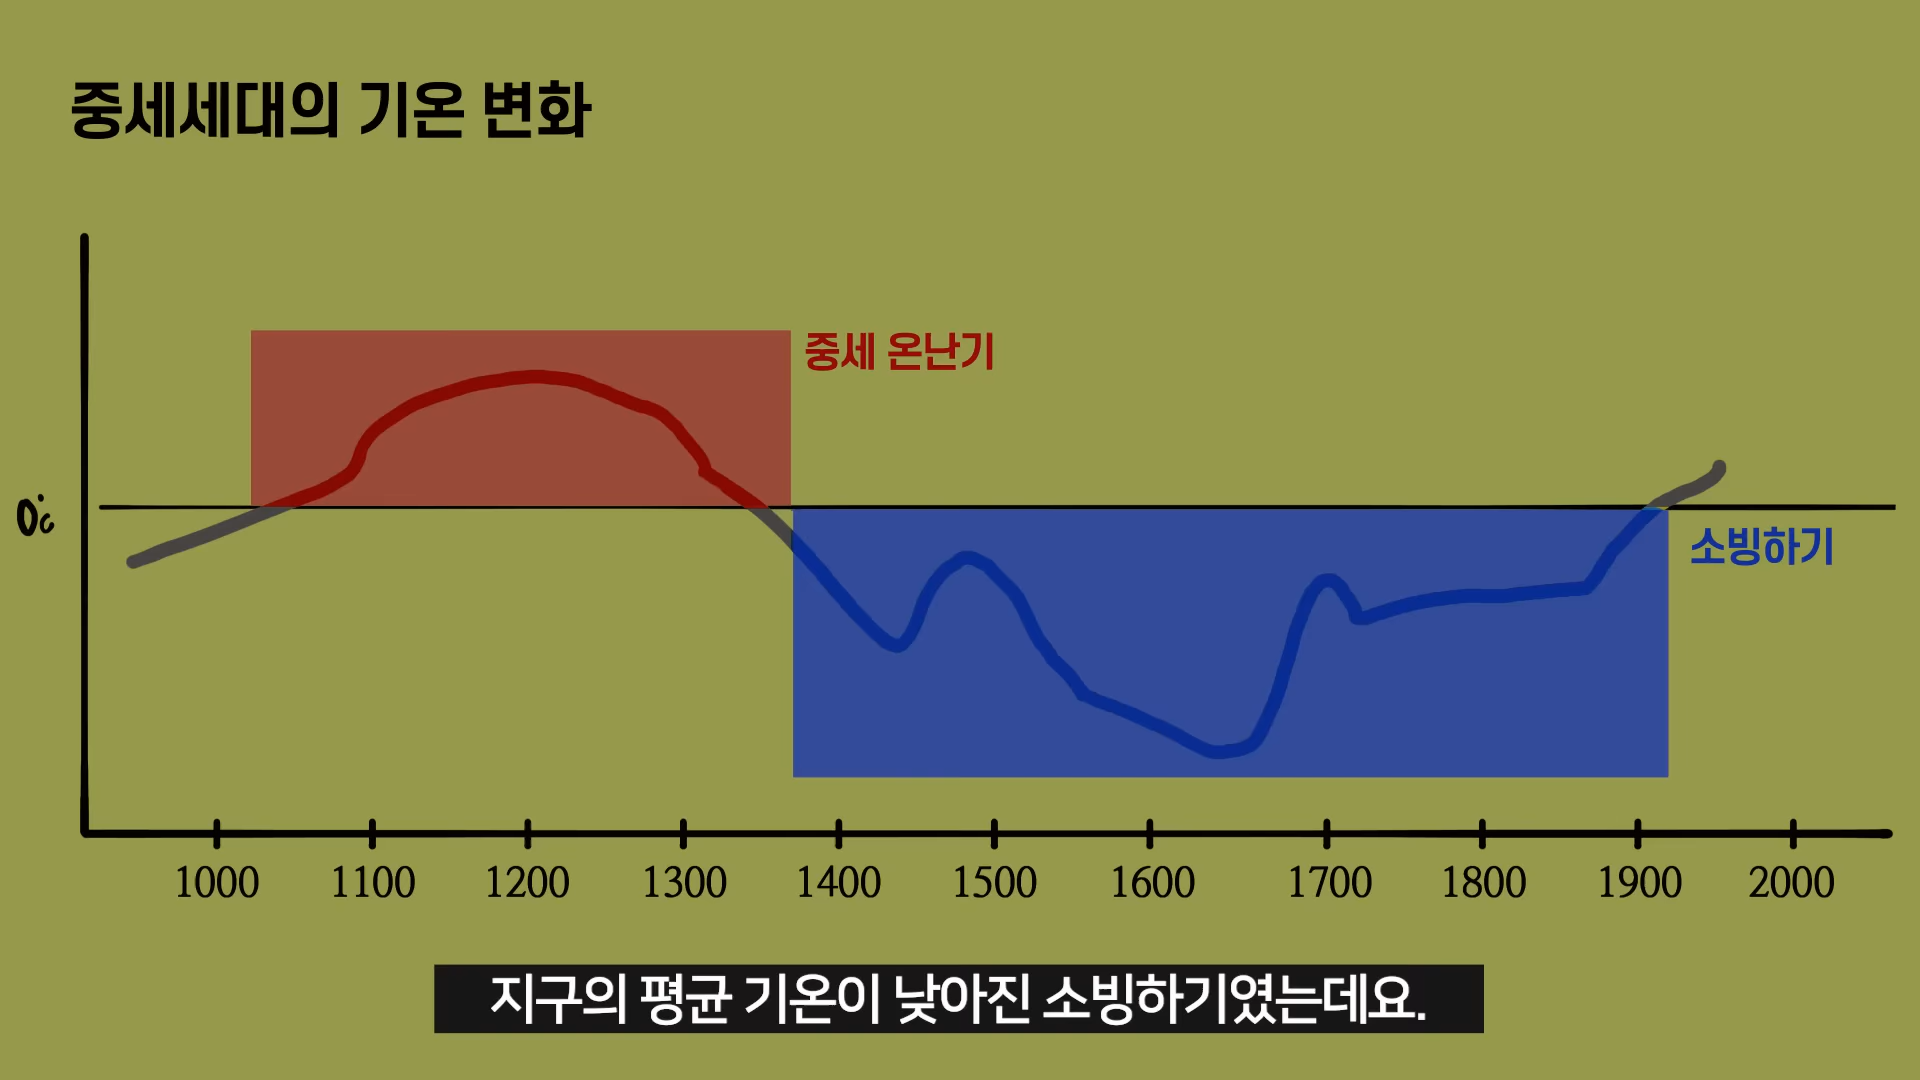 중세세대의 기온 변화
중세 온난기
0℃
소빙하기
1000 1100 1200 1300 1400 1500 1600 1700 1800 1900 2000
지구의 평균 기온이 낮아진 소빙하기였는데요.